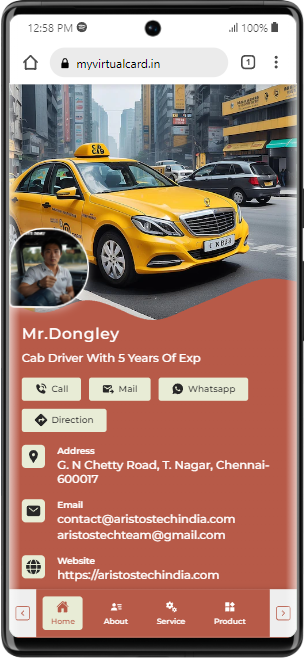 12:58 PM
100%
myvirtualcard.in
1
Mr.Dongley
Cab Driver With 5 Years Of Exp
Call
Mail
Whatsapp
Direction
Address
G. N Chetty Road, T. Nagar, Chennai-
600017
Email
contact@aristostechindia.com
aristostechteam@gmail.com
Website
https://aristostechindia.com
Home
About
Service
Product